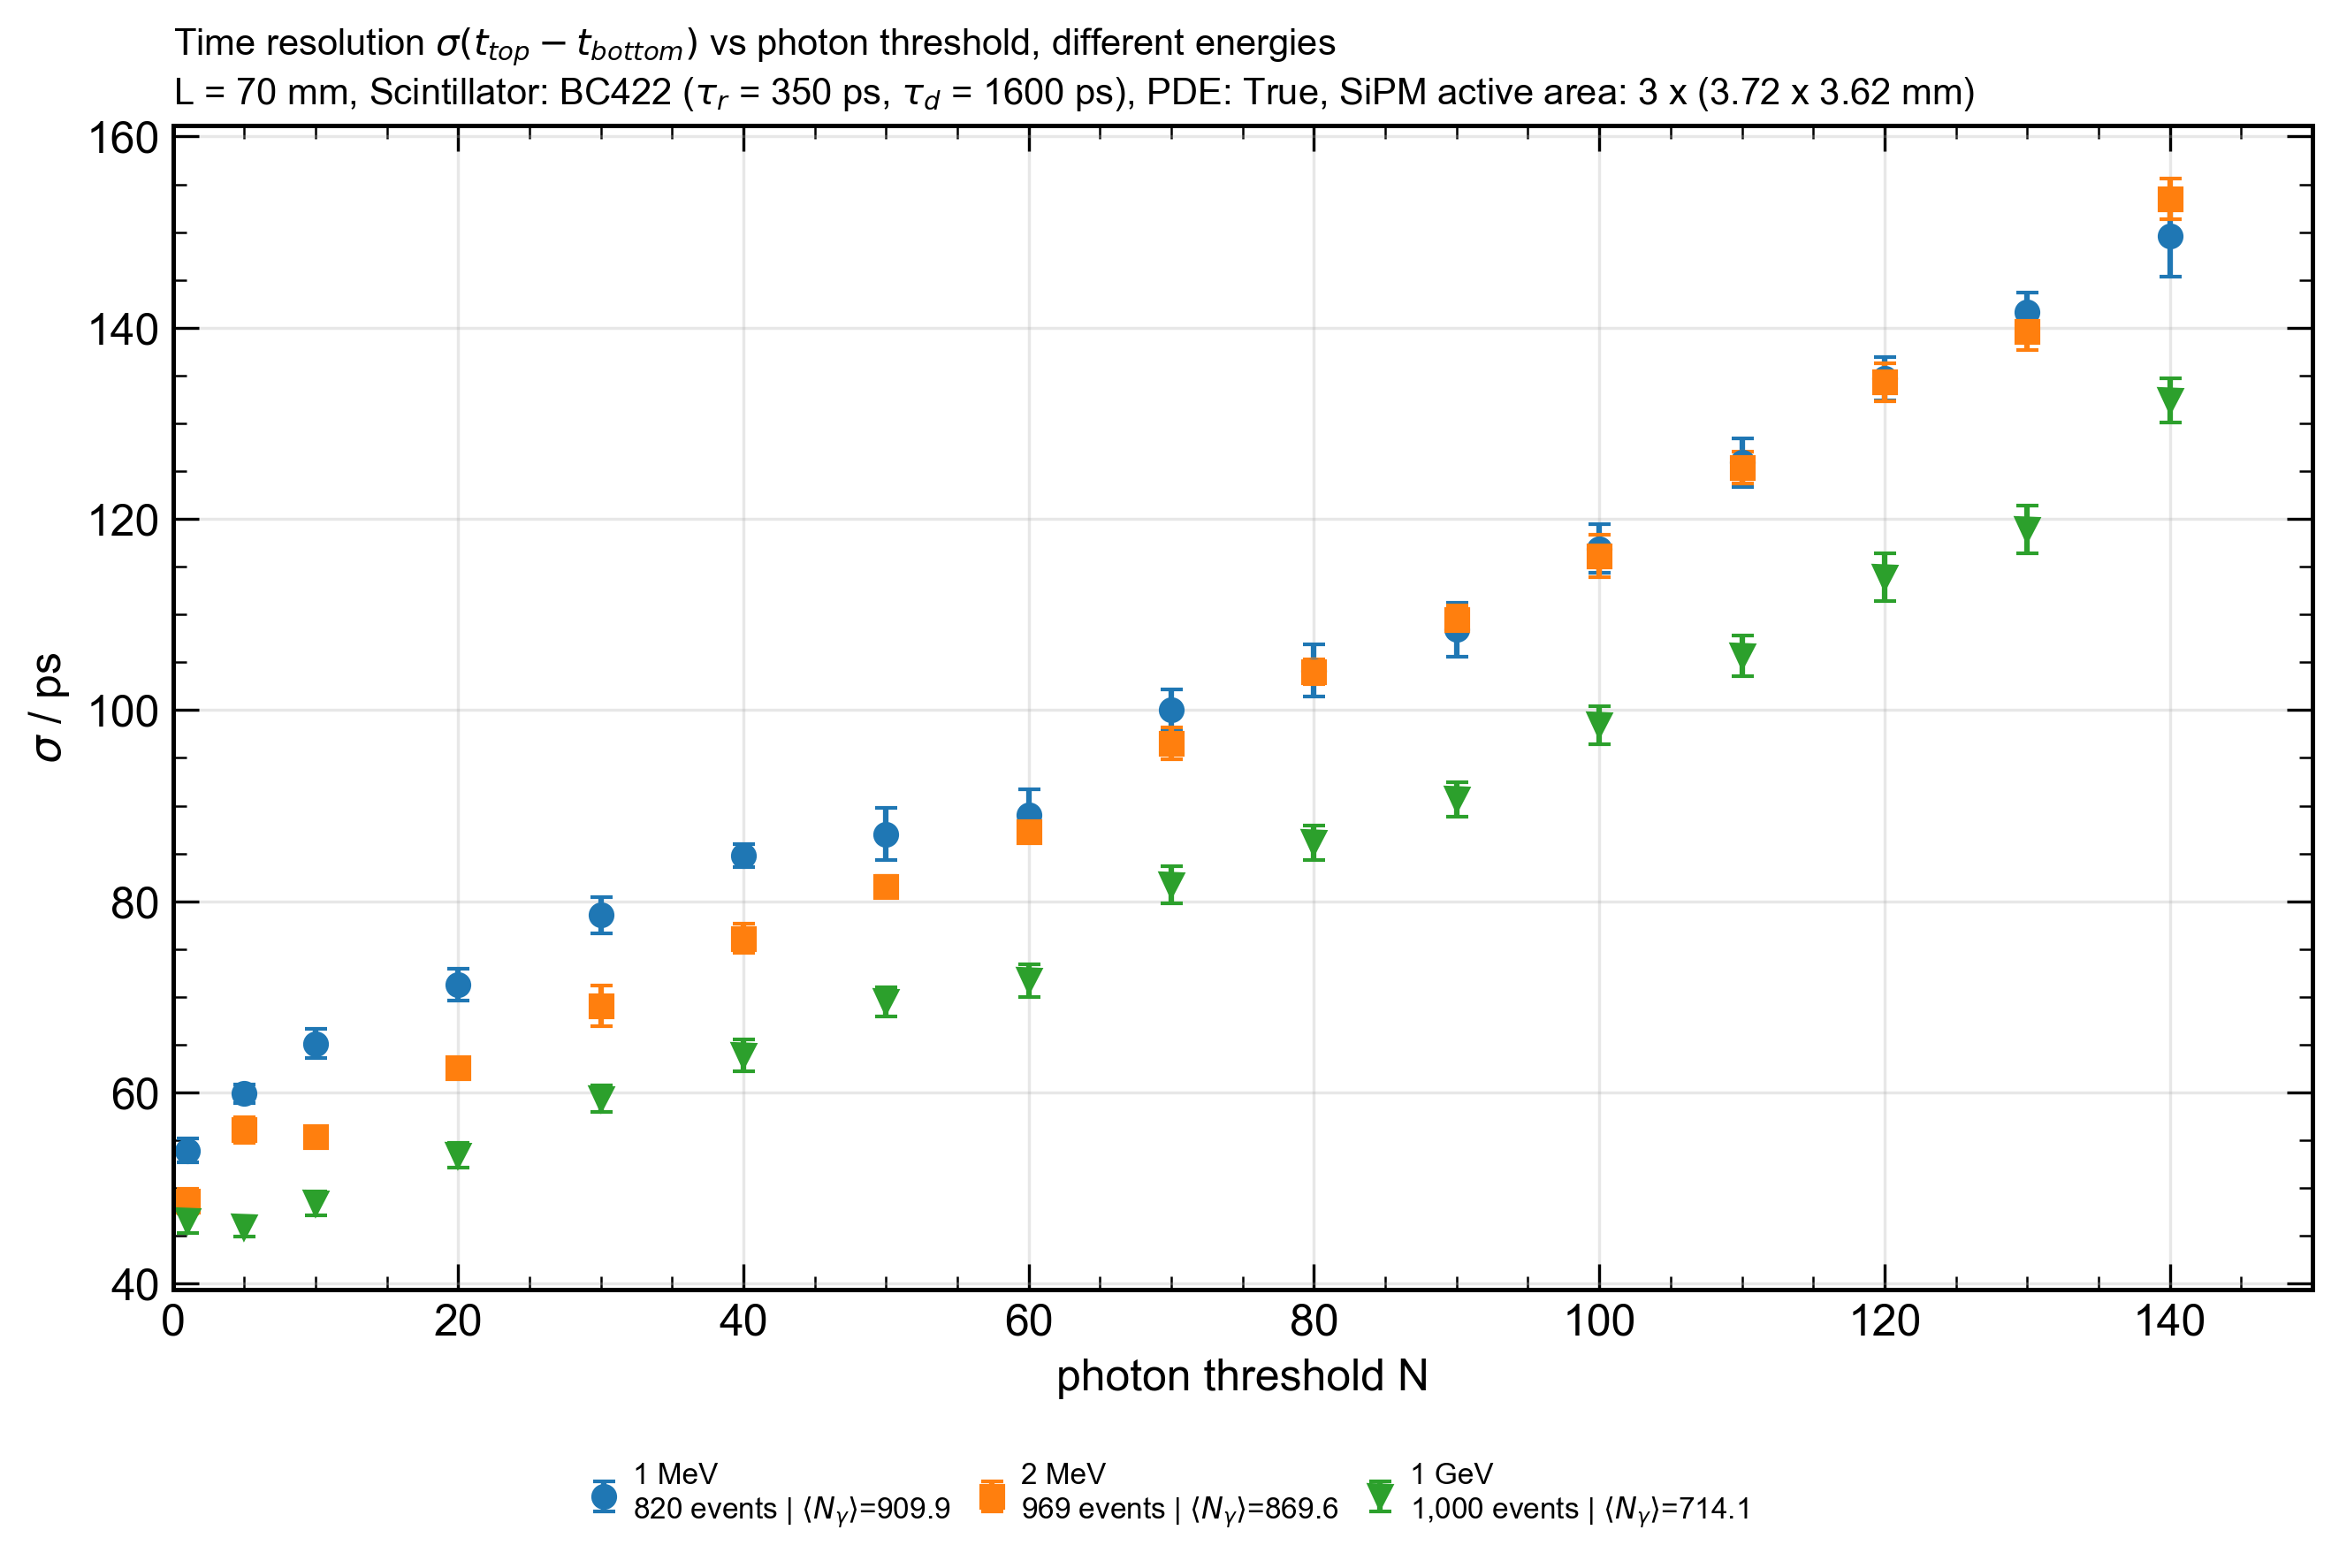 Time resolution σ(t_top − t_bottom) vs photon threshold, different energies
L = 70 mm, Scintillator: BC422 (τ_r = 350 ps, τ_d = 1600 ps), PDE: True, SiPM active area: 3 x (3.72 x 3.62 mm)
160
140
120
100
80
60
40
σ / ps
0 20 40 60 80 100 120 140
photon threshold N
1 MeV
820 events | ⟨N_γ⟩=909.9
2 MeV
969 events | ⟨N_γ⟩=869.6
1 GeV
1,000 events | ⟨N_γ⟩=714.1